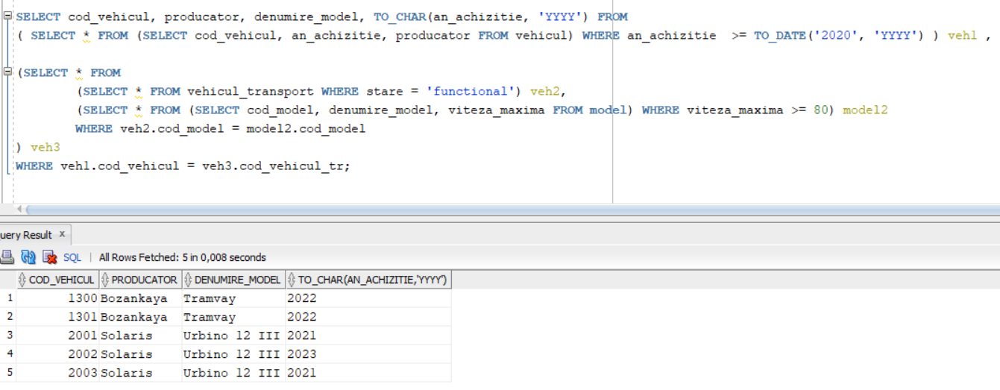 SELECT cod_vehicul, producator, denumire_model, TO_CHAR(an_achizitie, 'YYYY') FROM
( SELECT * FROM (SELECT cod_vehicul, an_achizitie, producator FROM vehicul) WHERE an_achizitie  >= TO_DATE('2020', 'YYYY') ) veh1 ,
(SELECT * FROM
(SELECT * FROM vehicul_transport WHERE stare = 'functional') veh2,
(SELECT * FROM (SELECT cod_model, denumire_model, viteza_maxima FROM model) WHERE viteza_maxima >= 80) model2
WHERE veh2.cod_model = model2.cod_model
) veh3
WHERE veh1.cod_vehicul = veh3.cod_vehicul_tr;
uery Result x
SQL | All Rows Fetched: 5 in 0,008 seconds
COD_VEHICUL PRODUCATOR DENUMIRE_MODEL TO_CHAR(AN_ACHIZITIE,'YYYY')
1 1300 Bozankaya Tramvay 2022
2 1301 Bozankaya Tramvay 2022
3 2001 Solaris Urbino 12 III 2021
4 2002 Solaris Urbino 12 III 2023
5 2003 Solaris Urbino 12 III 2021